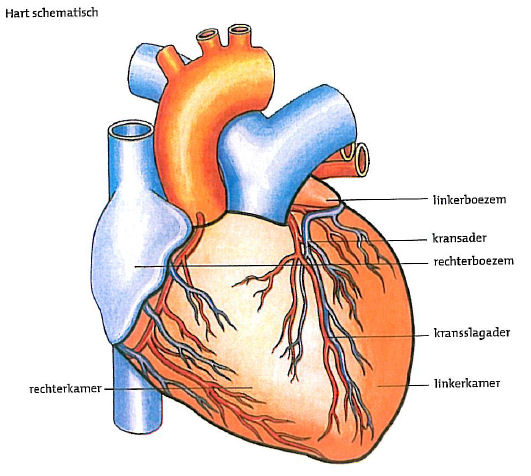 Hart schematisch
linkerboezem
kransader
rechterboezem
kransslagader
rechterkamer
linkerkamer